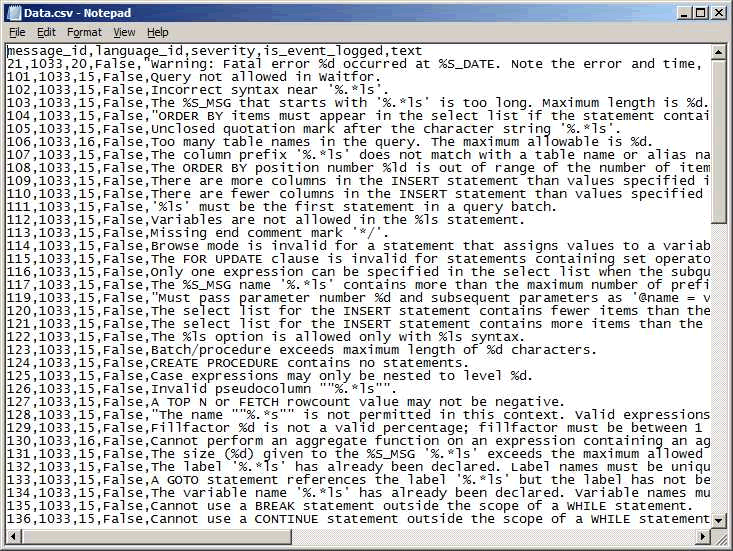 Data.csv - Notepad
File Edit Format View Help
message_id,language_id,severity,is_event_logged,text
21,1033,20,False,"Warning: Fatal error %d occurred at %S_DATE. Note the error and time,
101,1033,15,False,Query not allowed in Waitfor.
102,1033,15,False,Incorrect syntax near '%.*ls'.
103,1033,15,False,The %S_MSG that starts with '%.*ls' is too long. Maximum length is %d.
104,1033,15,False,"ORDER BY items must appear in the select list if the statement contai
105,1033,15,False,Unclosed quotation mark after the character string '%.*ls'.
106,1033,16,False,Too many table names in the query. The maximum allowable is %d.
107,1033,15,False,The column prefix '%.*ls' does not match with a table name or alias na
108,1033,15,False,The ORDER BY position number %ld is out of range of the number of item
109,1033,15,False,There are more columns in the INSERT statement than values specified i
110,1033,15,False,There are fewer columns in the INSERT statement than values specified
111,1033,15,False,'%ls' must be the first statement in a query batch.
112,1033,15,False,Variables are not allowed in the %ls statement.
113,1033,15,False,Missing end comment mark '*/'.
114,1033,15,False,Browse mode is invalid for a statement that assigns values to a variab
115,1033,15,False,The FOR UPDATE clause is invalid for statements containing set operato
116,1033,15,False,Only one expression can be specified in the select list when the subqu
117,1033,15,False,The %S_MSG name '%.*ls' contains more than the maximum number of prefi
119,1033,15,False,"Must pass parameter number %d and subsequent parameters as '@name = v
120,1033,15,False,The select list for the INSERT statement contains fewer items than the
121,1033,15,False,The select list for the INSERT statement contains more items than the
122,1033,15,False,The %ls option is allowed only with %ls syntax.
123,1033,15,False,Batch/procedure exceeds maximum length of %d characters.
124,1033,15,False,CREATE PROCEDURE contains no statements.
125,1033,15,False,Case expressions may only be nested to level %d.
126,1033,15,False,Invalid pseudocolumn ""%.*ls"".
127,1033,15,False,A TOP N or FETCH rowcount value may not be negative.
128,1033,15,False,"The name ""%.*s"" is not permitted in this context. Valid expressions
129,1033,15,False,Fillfactor %d is not a valid percentage; fillfactor must be between 1
130,1033,16,False,Cannot perform an aggregate function on an expression containing an ag
131,1033,15,False,The size (%d) given to the %S_MSG '%.*ls' exceeds the maximum allowed
132,1033,15,False,The label '%.*ls' has already been declared. Label names must be uniqu
133,1033,15,False,A GOTO statement references the label '%.*ls' but the label has not be
134,1033,15,False,The variable name '%.*ls' has already been declared. Variable names mu
135,1033,15,False,Cannot use a BREAK statement outside the scope of a WHILE statement.
136,1033,15,False,Cannot use a CONTINUE statement outside the scope of a WHILE statement